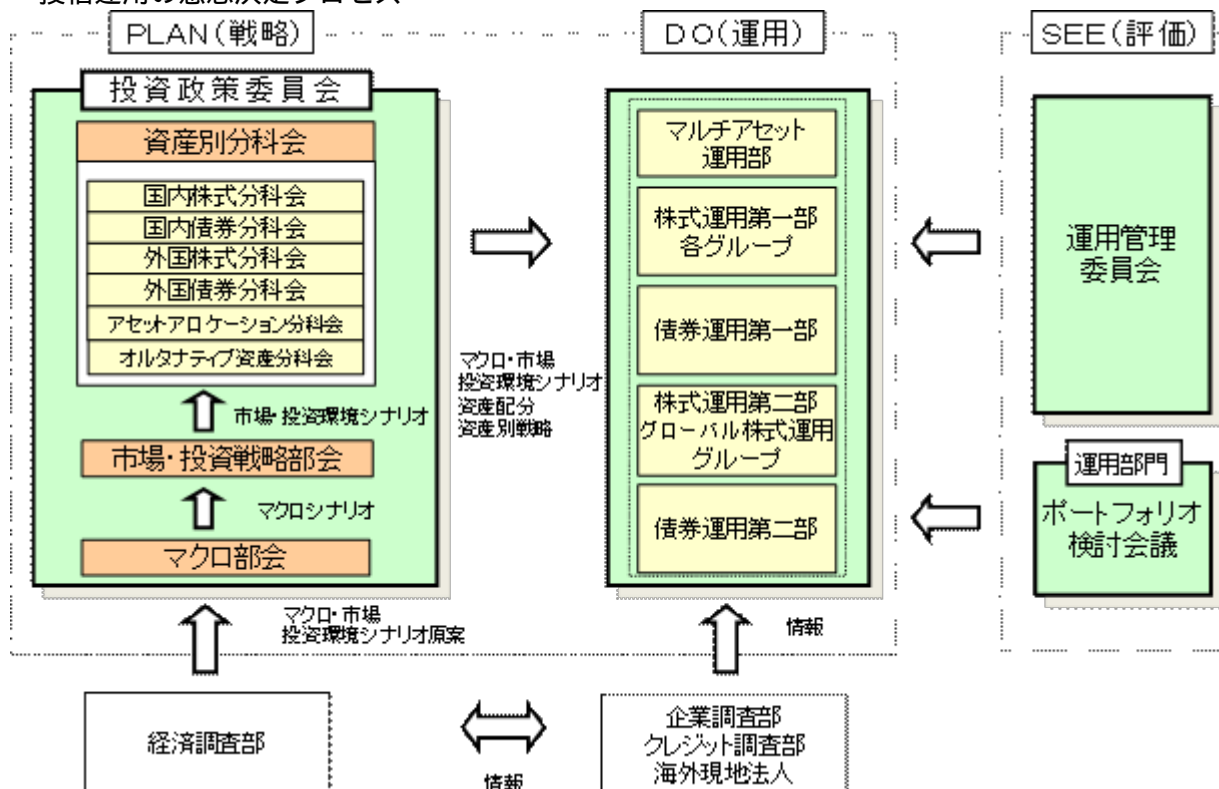 投信運用の意思決定プロセス
PLAN(戦略)
投資政策委員会
資産別分科会
国内株式分科会
国内債券分科会
外国株式分科会
外国債券分科会
アセットアロケーション分科会
オルタナティブ資産分科会
市場・投資環境シナリオ
市場・投資戦略部会
マクロシナリオ
マクロ部会
マクロ・市場
投資環境シナリオ原案
経済調査部
マクロ・市場
投資環境シナリオ
資産配分
資産別戦略
情報
DO(運用)
マルチアセット
運用部
株式運用第一部
各グループ
債券運用第一部
株式運用第二部
グローバル株式運用
グループ
債券運用第二部
情報
企業調査部
クレジット調査部
海外現地法人
SEE(評価)
運用管理
委員会
運用部門
ポートフォリオ
検討会議